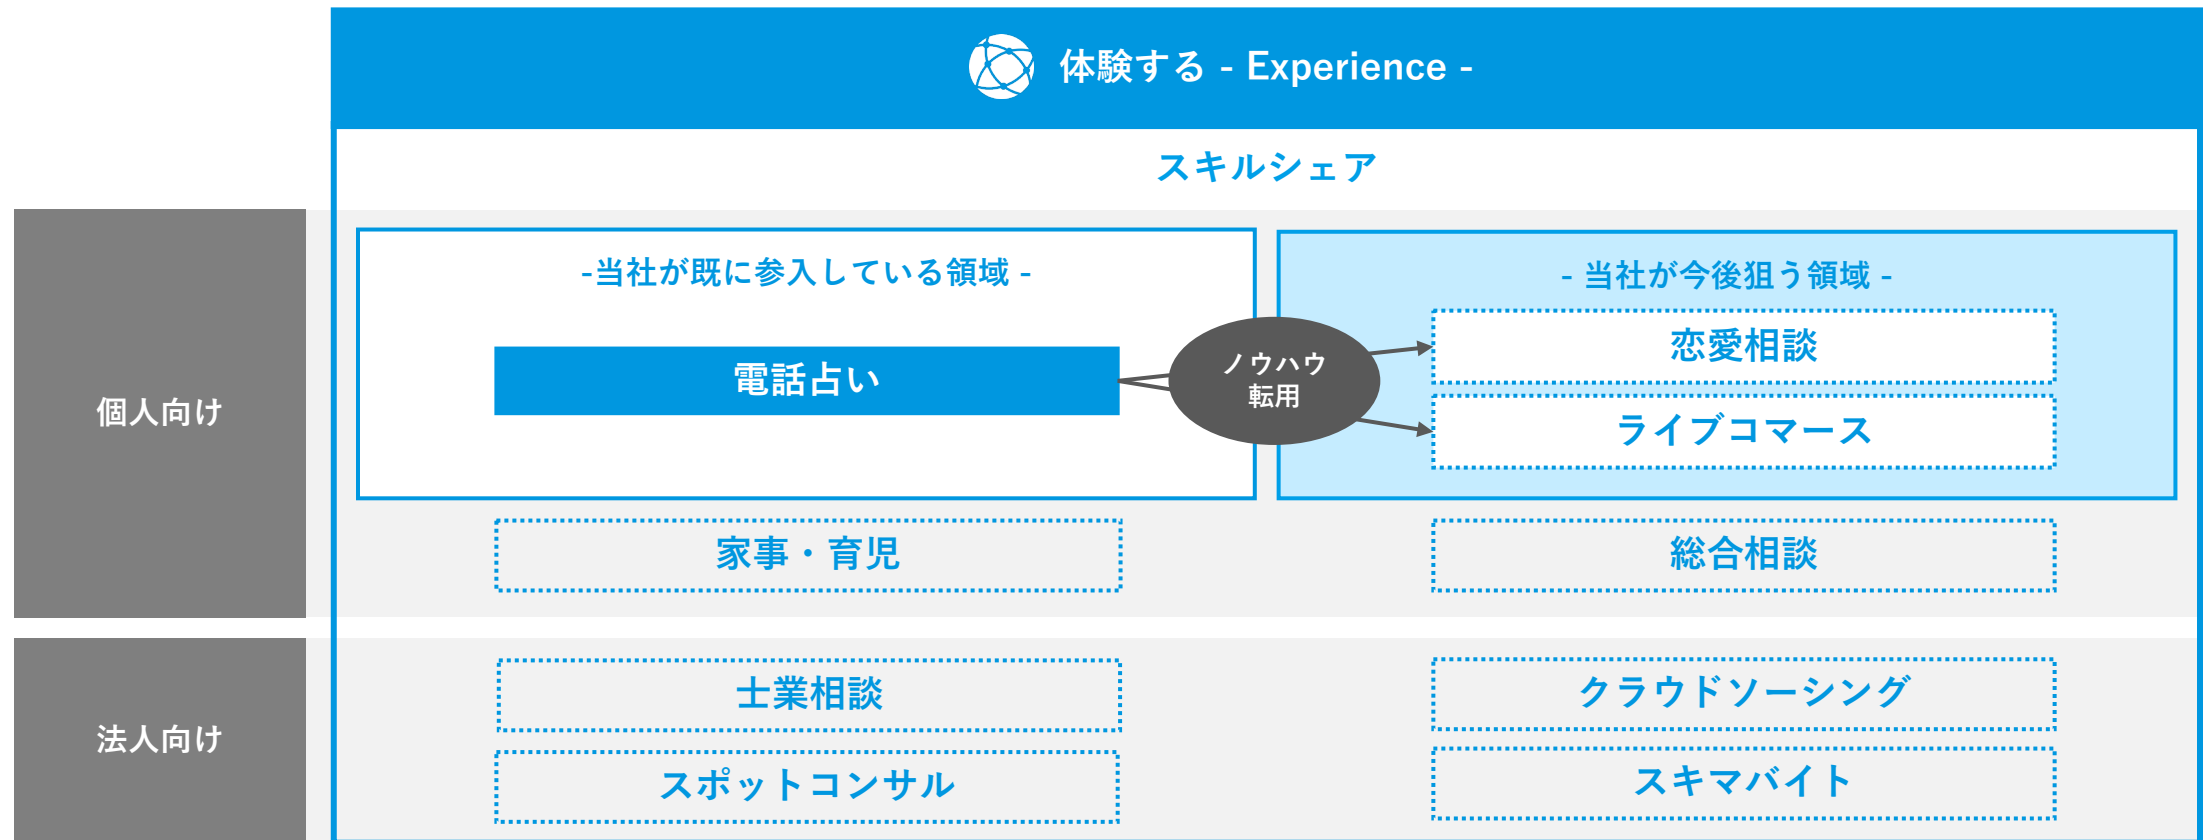 体験する - Experience -
スキルシェア
個人向け
-当社が既に参入している領域 -
電話占い
ノウハウ
転用
- 当社が今後狙う領域 -
恋愛相談
ライブコマース
家事・育児
総合相談
法人向け
士業相談
クラウドソーシング
スポットコンサル
スキマバイト